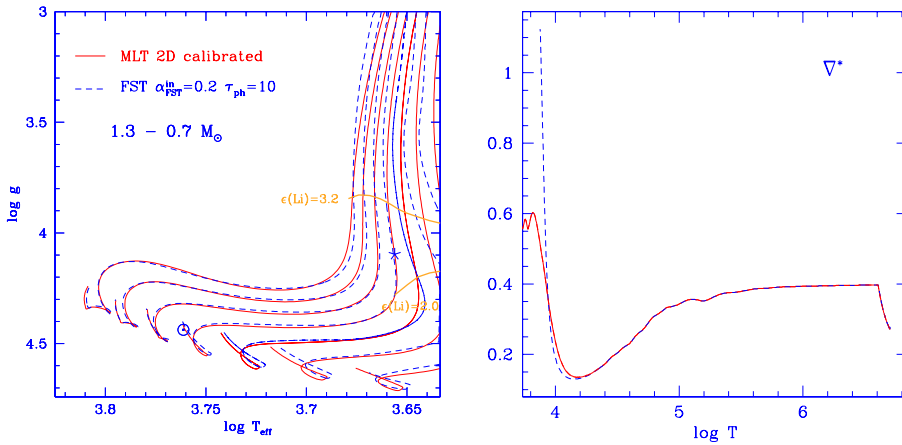 3
3.5
4
4.5
log g
MLT 2D calibrated
FST α^in_FST=0.2 τ_ph=10
1.3 − 0.7 M_⊙
ϵ(Li)=3.2
ϵ(Li)=2.0
3.8
3.75
3.7
3.65
log T_eff
1
0.8
0.6
0.4
0.2
∇*
4
5
6
log T